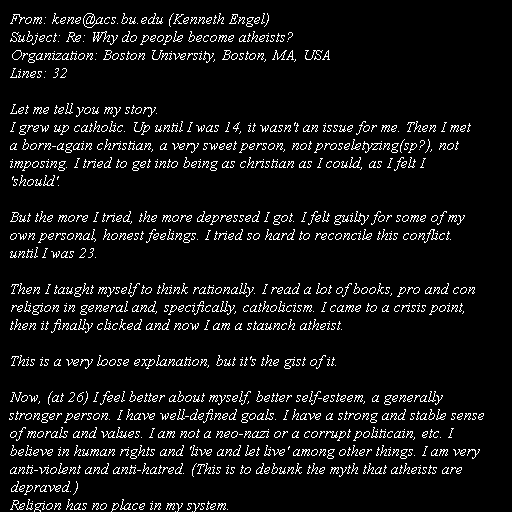 From: kene@acs.bu.edu (Kenneth Engel)
Subject: Re: Why do people become atheists?
Organization: Boston University, Boston, MA, USA
Lines: 32

Let me tell you my story.
I grew up catholic. Up until I was 14, it wasn't an issue for me. Then I met
a born-again christian, a very sweet person, not proseletyzing(sp?), not
imposing. I tried to get into being as christian as I could, as I felt I
'should'.

But the more I tried, the more depressed I got. I felt guilty for some of my
own personal, honest feelings. I tried so hard to reconcile this conflict.
until I was 23.

Then I taught myself to think rationally. I read a lot of books, pro and con
religion in general and, specifically, catholicism. I came to a crisis point,
then it finally clicked and now I am a staunch atheist.

This is a very loose explanation, but it's the gist of it.

Now, (at 26) I feel better about myself, better self-esteem, a generally
stronger person. I have well-defined goals. I have a strong and stable sense
of morals and values. I am not a neo-nazi or a corrupt politicain, etc. I
believe in human rights and 'live and let live' among other things. I am very
anti-violent and anti-hatred. (This is to debunk the myth that atheists are
depraved.)
Religion has no place in my system.